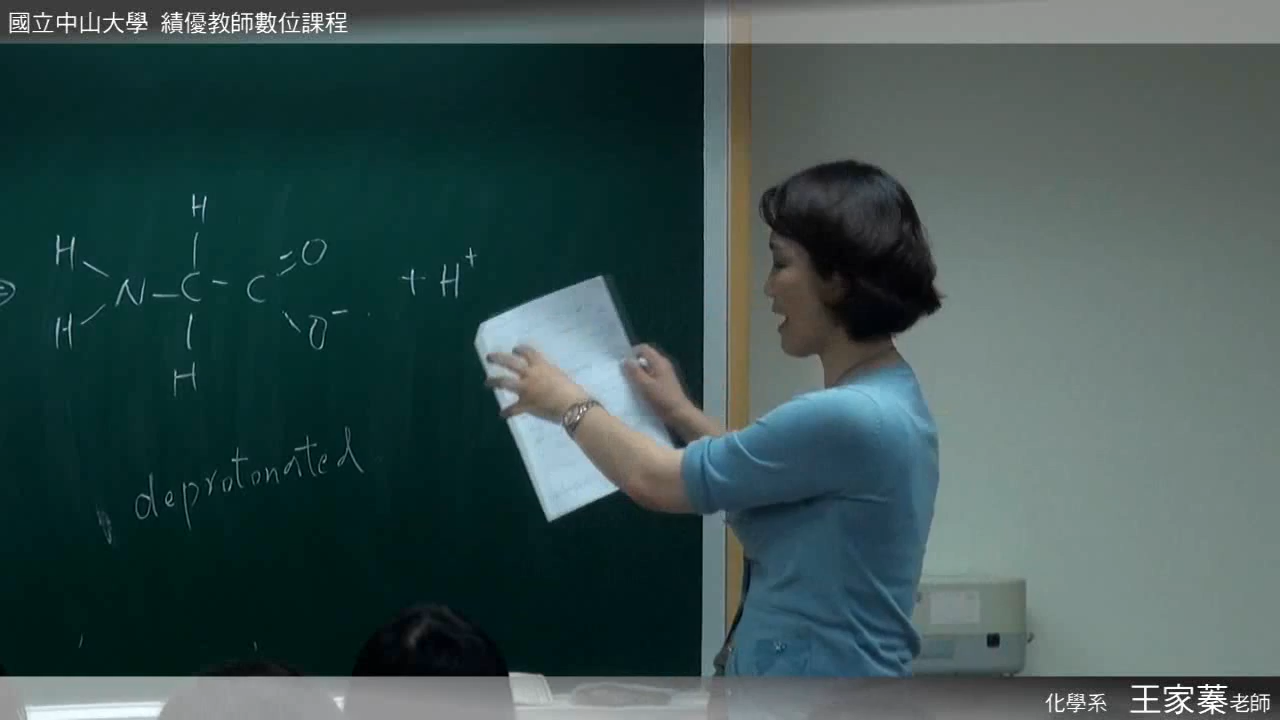 國立中山大學 績優教師數位課程
H
H
O
N - C - C
+ H⁺
H
O⁻
H
deprotonated
化學系 王家蓁老師